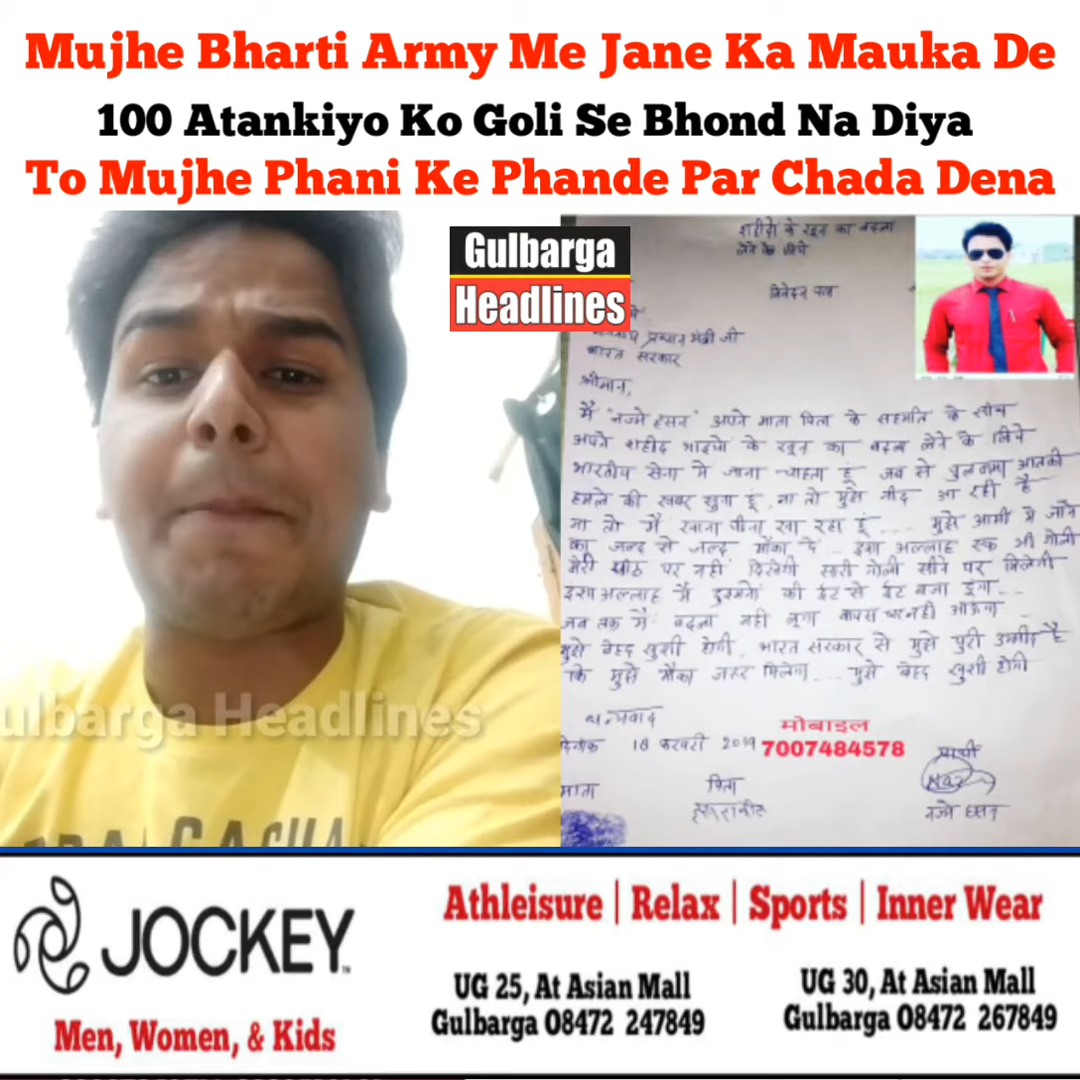 Mujhe Bharti Army Me Jane Ka Mauka De
100 Atankiyo Ko Goli Se Bhond Na Diya
To Mujhe Phani Ke Phande Par Chada Dena
Gulbarga
Headlines
शहीदो के खून का बदला
लेने के लिये
निवेदन पत्र
प्रधान मंत्री जी
भारत सरकार
श्रीमान,
मैं "नज्मे हसन" अपने माता पिता के सहमति के साथ
अपने शहीद भाइयो के खून का बदला लेने के लिये
भारतीय सेना मे जाना चाहता हूं जब से पुलवामा आतंकी
हमले की खबर सुना हूं, ना तो मुझे नींद आ रही है
ना तो मैं खाना पीना खा रहा हूं .... मुझे आर्मी मे जाने
का जल्द से जल्द मौका दे .. इंशा अल्लाह एक भी गोली
मेरी पीठ पर नहीं दिखेगी सारी गोली सीने पर मिलेगी
इंशा अल्लाह मैं दुश्मनो की ईंट से ईंट बजा दूंगा ...
जब तक मैं बदला नही लूंगा वापस घर नही आऊंगा
मुझे बेहद खुशी होगी, भारत सरकार से मुझे पुरी उम्मीद है
कि मुझे मौका जरूर मिलेगा.... मुझे बेहद खुशी होगी
धन्यवाद
दिनांक 18 फरवरी 2019
मोबाइल
7007484578
प्रार्थी
माता
पिता
नज्मे हसन
ulbarga Headlines
JOCKEY
Men, Women, & Kids
Athleisure | Relax | Sports | Inner Wear
UG 25, At Asian Mall
Gulbarga 08472 247849
UG 30, At Asian Mall
Gulbarga 08472 267849